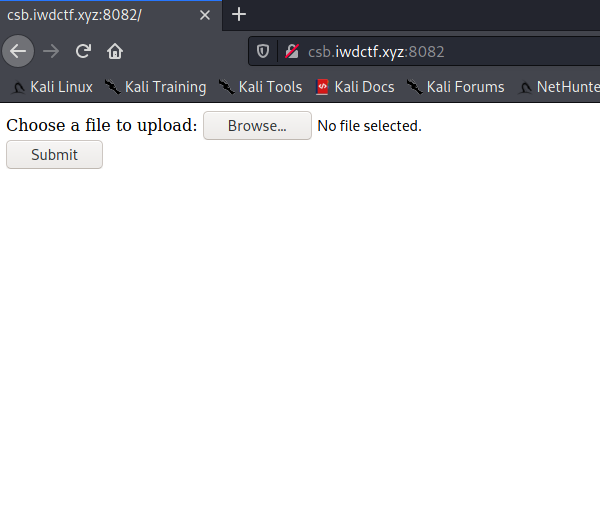 csb.iwdctf.xyz:8082/
csb.iwdctf.xyz:8082
Kali Linux Kali Training Kali Tools Kali Docs Kali Forums NetHunte
Choose a file to upload: Browse... No file selected.
Submit